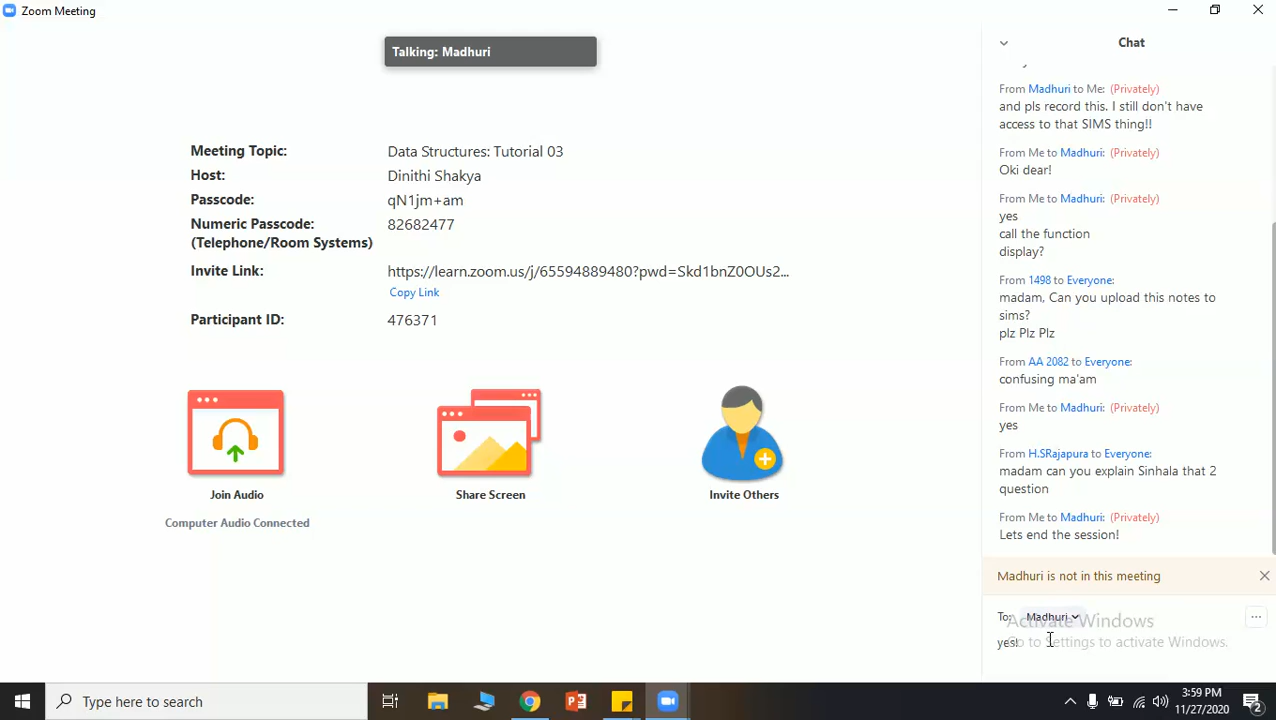 Zoom Meeting
Talking: Madhuri
Meeting Topic: Data Structures: Tutorial 03
Host: Dinithi Shakya
Passcode: qN1jm+am
Numeric Passcode: 82682477
(Telephone/Room Systems)
Invite Link: https://learn.zoom.us/j/65594889480?pwd=Skd1bnZ0OUs2...
Copy Link
Participant ID: 476371
Join Audio
Share Screen
Invite Others
Computer Audio Connected
Chat
From Madhuri to Me: (Privately)
and pls record this. I still don't have
access to that SIMS thing!!
From Me to Madhuri: (Privately)
Oki dear!
From Me to Madhuri: (Privately)
yes
call the function
display?
From 1498 to Everyone:
madam, Can you upload this notes to
sims?
plz Plz Plz
From AA 2082 to Everyone:
confusing ma'am
From Me to Madhuri: (Privately)
yes
From H.SRajapura to Everyone:
madam can you explain Sinhala that 2
question
From Me to Madhuri: (Privately)
Lets end the session!
Madhuri is not in this meeting
To: Madhuri
Activate Windows
yes!
Go to Settings to activate Windows.
Type here to search
3:59 PM
11/27/2020
2